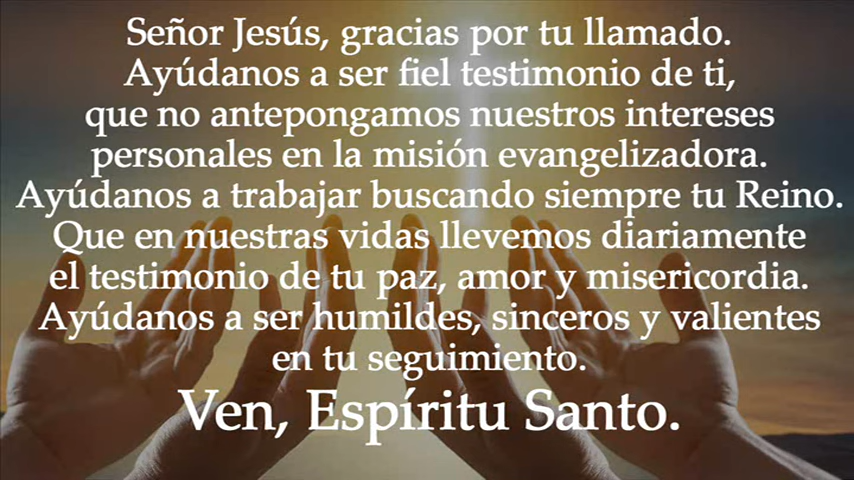 Señor Jesús, gracias por tu llamado.
Ayúdanos a ser fiel testimonio de ti,
que no antepongamos nuestros intereses
personales en la misión evangelizadora.
Ayúdanos a trabajar buscando siempre tu Reino.
Que en nuestras vidas llevemos diariamente
el testimonio de tu paz, amor y misericordia.
Ayúdanos a ser humildes, sinceros y valientes
en tu seguimiento.
Ven, Espíritu Santo.